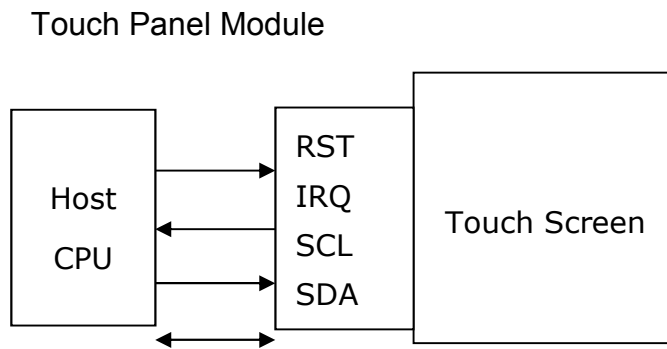 Touch Panel Module
Host
CPU
RST
IRQ
SCL
SDA
Touch Screen